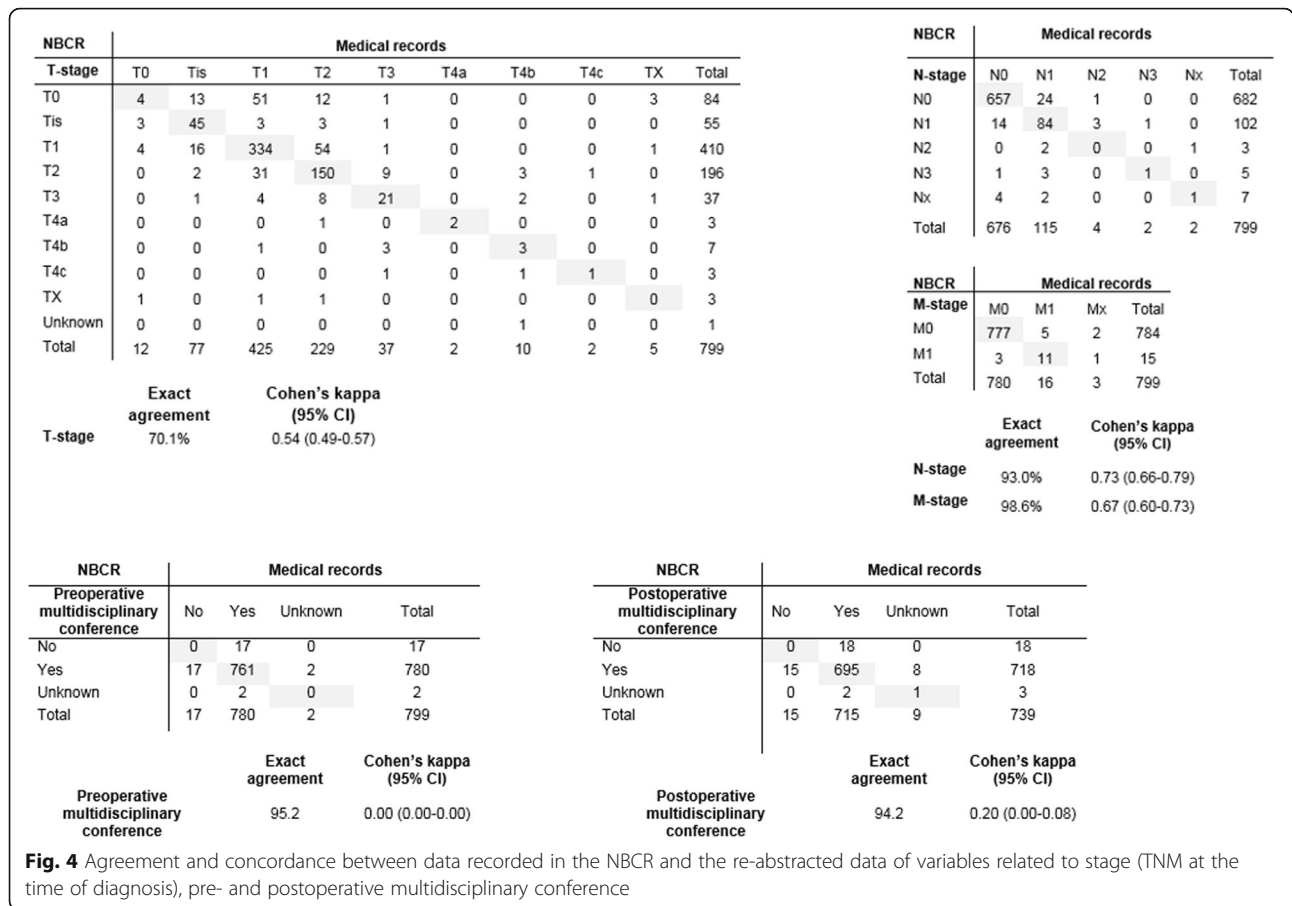 NBCR Medical records
T-stage T0 Tis T1 T2 T3 T4a T4b T4c TX Total
T0 4 13 51 12 1 0 0 0 3 84
Tis 3 45 3 3 1 0 0 0 0 55
T1 4 16 334 54 1 0 0 0 1 410
T2 0 2 31 150 9 0 3 1 0 196
T3 0 1 4 8 21 0 2 0 1 37
T4a 0 0 0 1 0 2 0 0 0 3
T4b 0 0 1 0 3 0 3 0 0 7
T4c 0 0 0 0 1 0 1 1 0 3
TX 1 0 1 1 0 0 0 0 0 3
Unknown 0 0 0 0 0 0 1 0 0 1
Total 12 77 425 229 37 2 10 2 5 799
Exact Cohen's kappa
agreement (95% CI)
T-stage 70.1% 0.54 (0.49-0.57)
NBCR Medical records
N-stage N0 N1 N2 N3 Nx Total
N0 657 24 1 0 0 682
N1 14 84 3 1 0 102
N2 0 2 0 0 1 3
N3 1 3 0 1 0 5
Nx 4 2 0 0 1 7
Total 676 115 4 2 2 799
NBCR Medical records
M-stage M0 M1 Mx Total
M0 777 5 2 784
M1 3 11 1 15
Total 780 16 3 799
Exact Cohen's kappa
agreement (95% CI)
N-stage 93.0% 0.73 (0.66-0.79)
M-stage 98.6% 0.67 (0.60-0.73)
NBCR Medical records
Preoperative
multidisciplinary No Yes Unknown Total
conference
No 0 17 0 17
Yes 17 761 2 780
Unknown 0 2 0 2
Total 17 780 2 799
Exact Cohen's kappa
agreement (95% CI)
Preoperative
multidisciplinary 95.2 0.00 (0.00-0.00)
conference
NBCR Medical records
Postoperative
multidisciplinary No Yes Unknown Total
conference
No 0 18 0 18
Yes 15 695 8 718
Unknown 0 2 1 3
Total 15 715 9 739
Exact Cohen's kappa
agreement (95% CI)
Postoperative
multidisciplinary 94.2 0.20 (0.00-0.08)
conference
Fig. 4 Agreement and concordance between data recorded in the NBCR and the re-abstracted data of variables related to stage (TNM at the
time of diagnosis), pre- and postoperative multidisciplinary conference